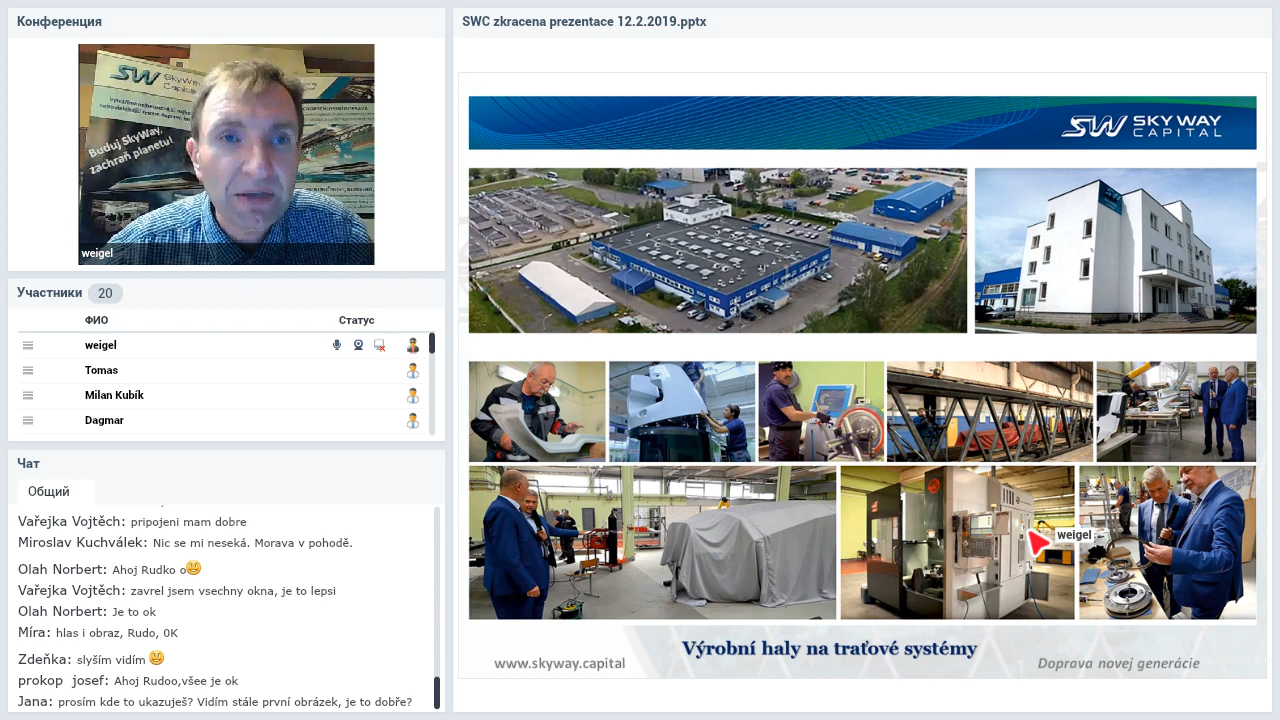 Конференция
SkyWay
Capital
Buduj SkyWay,
zachraň planetu!
weigel
Участники 20
ФИО Статус
weigel
Tomas
Milan Kubík
Dagmar
Чат
Общий
Vařejka Vojtěch: pripojeni mam dobre
Miroslav Kuchválek: Nic se mi neseká. Morava v pohodě.
Olah Norbert: Ahoj Rudko o
Vařejka Vojtěch: zavrel jsem vsechny okna, je to lepsi
Olah Norbert: Je to ok
Míra: hlas i obraz, Rudo, 0K
Zdeňka: slyším vidím
prokop josef: Ahoj Rudoo,všee je ok
Jana: prosím kde to ukazuješ? Vidím stále první obrázek, je to dobře?
SWC zkracena prezentace 12.2.2019.pptx
SW SKY WAY
CAPITAL
weigel
Výrobní haly na traťové systémy
www.skyway.capital
Doprava novej generácie